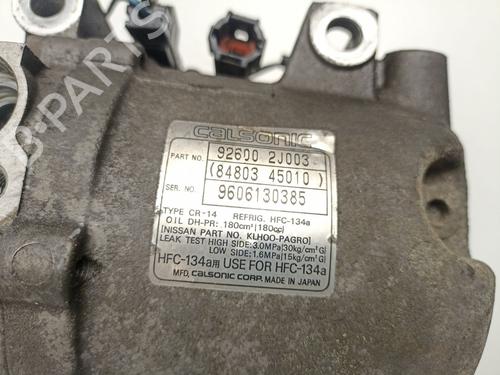 B-PARTS
CALSONIC
PART NO. 92600 2J003
(84803 45010)
SER. NO. 9606130385
TYPE CR-14 REFRIG. HFC-134a
OIL DH-PR: 180cm³(180cc)
[NISSAN PART NO. KLH00-PAGR0]
LEAK TEST HIGH SIDE: 3.0MPa(30kg/cm²G)
LOW SIDE: 1.6MPa(15kg/cm²G)
HFC-134a用 USE FOR HFC-134a
MFD. CALSONIC CORP. MADE IN JAPAN